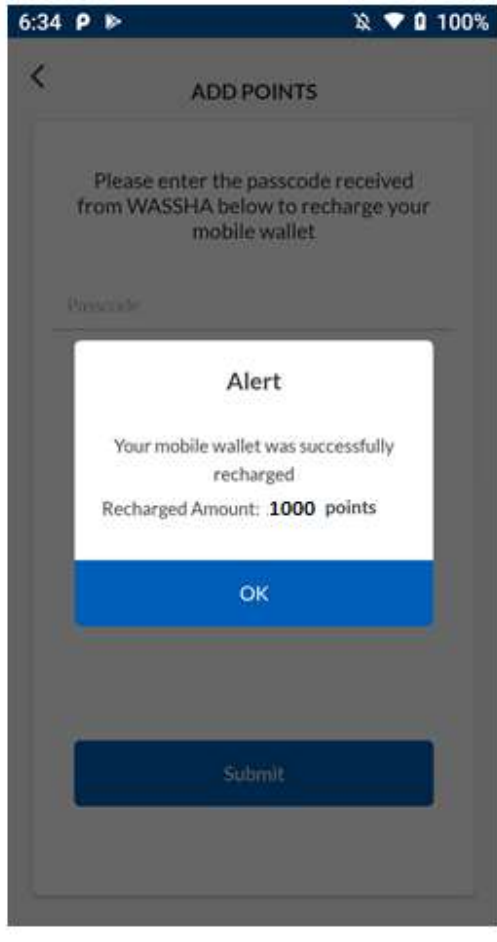 6:34 P 100%
ADD POINTS
Please enter the passcode received
from WASSHA below to recharge your
mobile wallet
Passcode
Alert
Your mobile wallet was successfully
recharged
Recharged Amount: 1000 points
OK
Submit